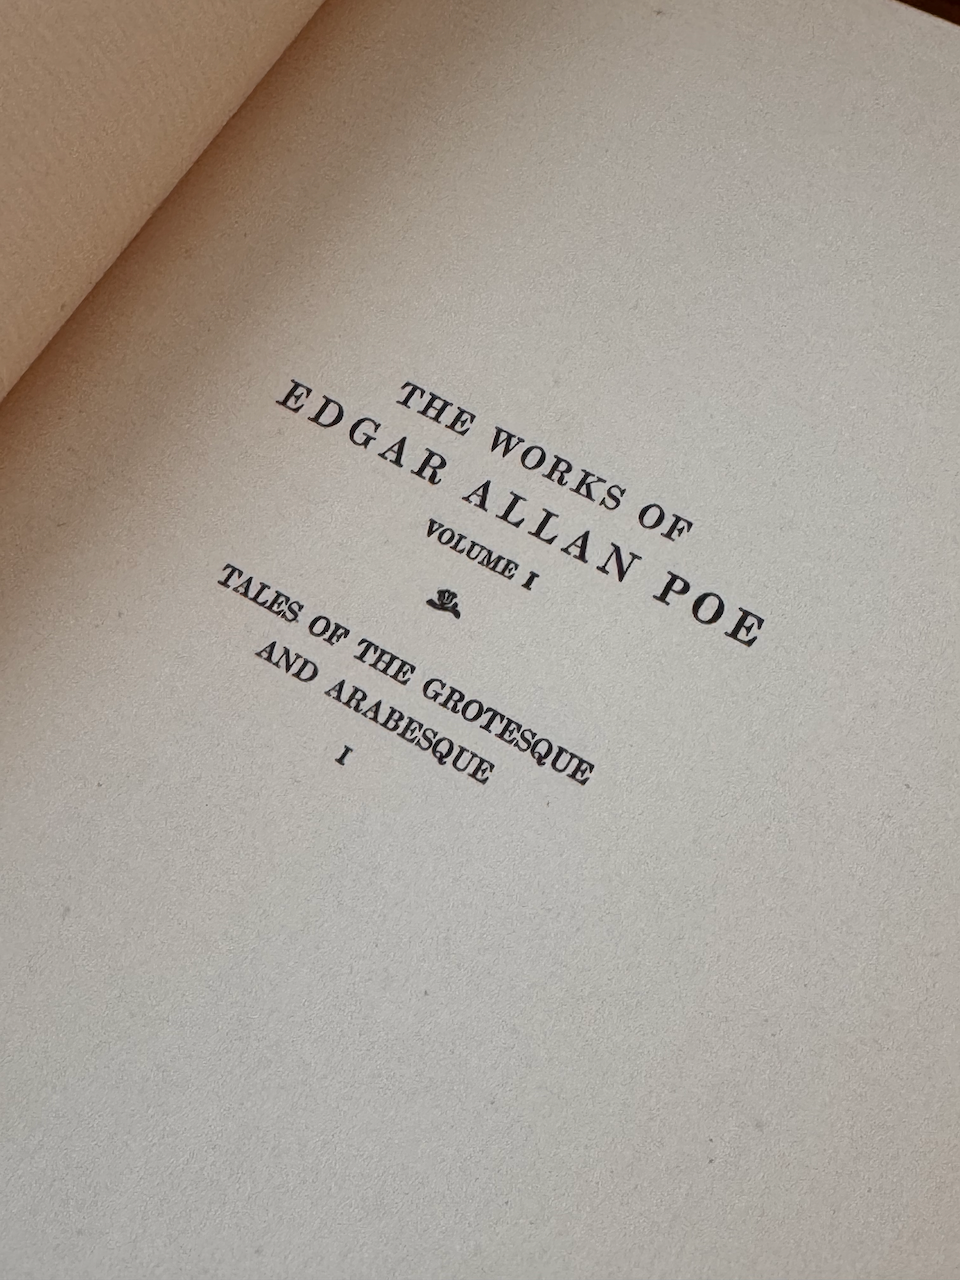 THE WORKS OF
EDGAR ALLAN POE
VOLUME I
TALES OF THE GROTESQUE
AND ARABESQUE
I